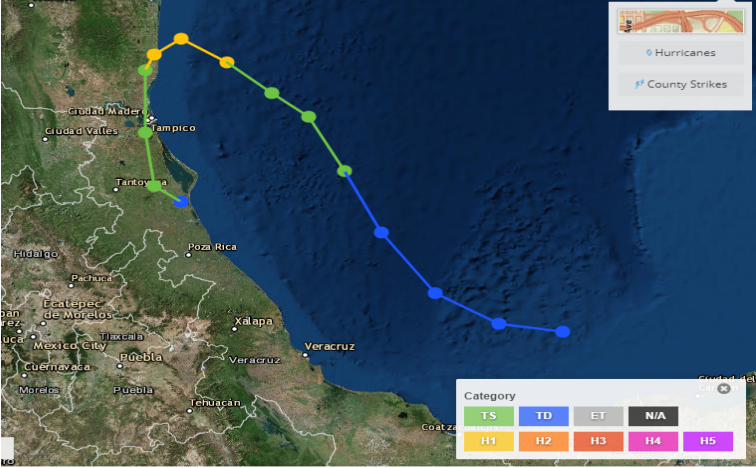 Ave
Hurricanes
County Strikes
Ciudad Madero
Tampico
Ciudad Valles
Poza Rica
Hidalgo
Pachuca
Ecatepec
de Morelos
Tlaxcala
Mexico City
Puebla
Cuernavaca
Morelos
Puebla
Xalapa
Veracruz
Veracruz
Tehuacán
Category
TS TD ET N/A
H1 H2 H3 H4 H5